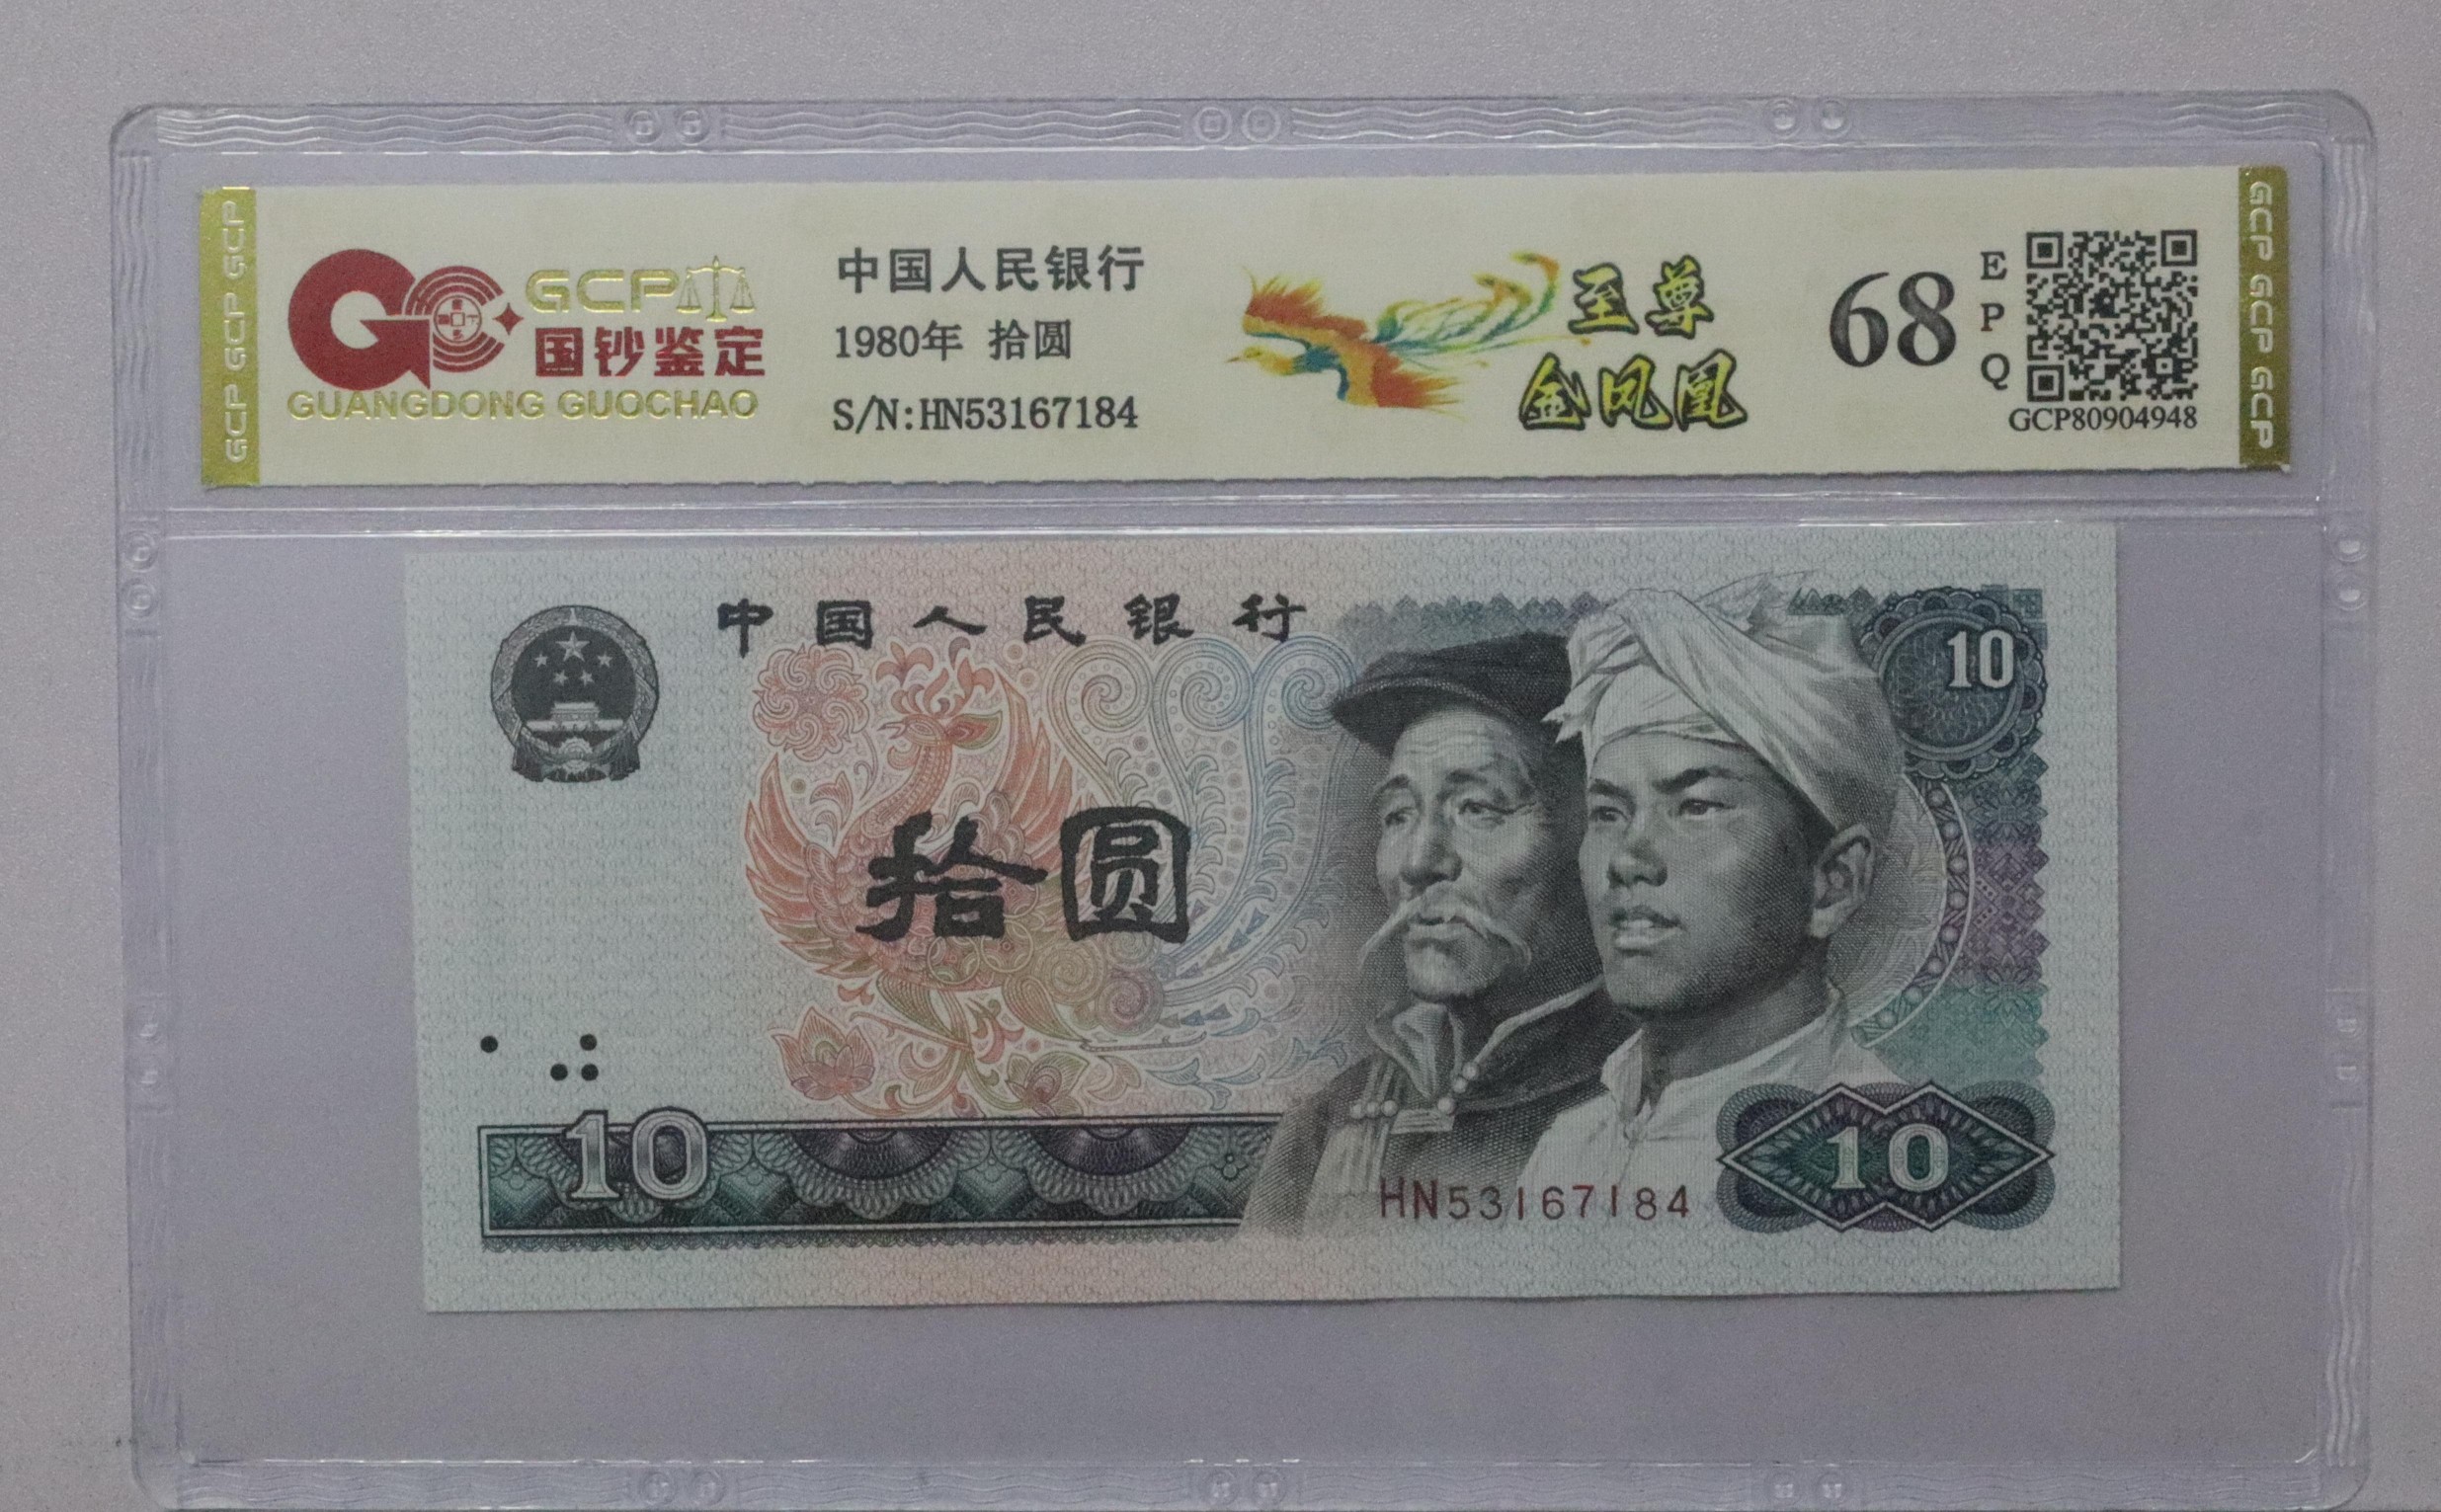 GCP GCP GCP
GCP
国钞鉴定
GUANGDONG GUOCHAO
中国人民银行
1980年 拾圆
S/N:HN53167184
至尊
金凤凰
68
E
P
Q
GCP80904948
GCP GCP GCP
中国人民银行
10
拾圆
10
HN53167184
10